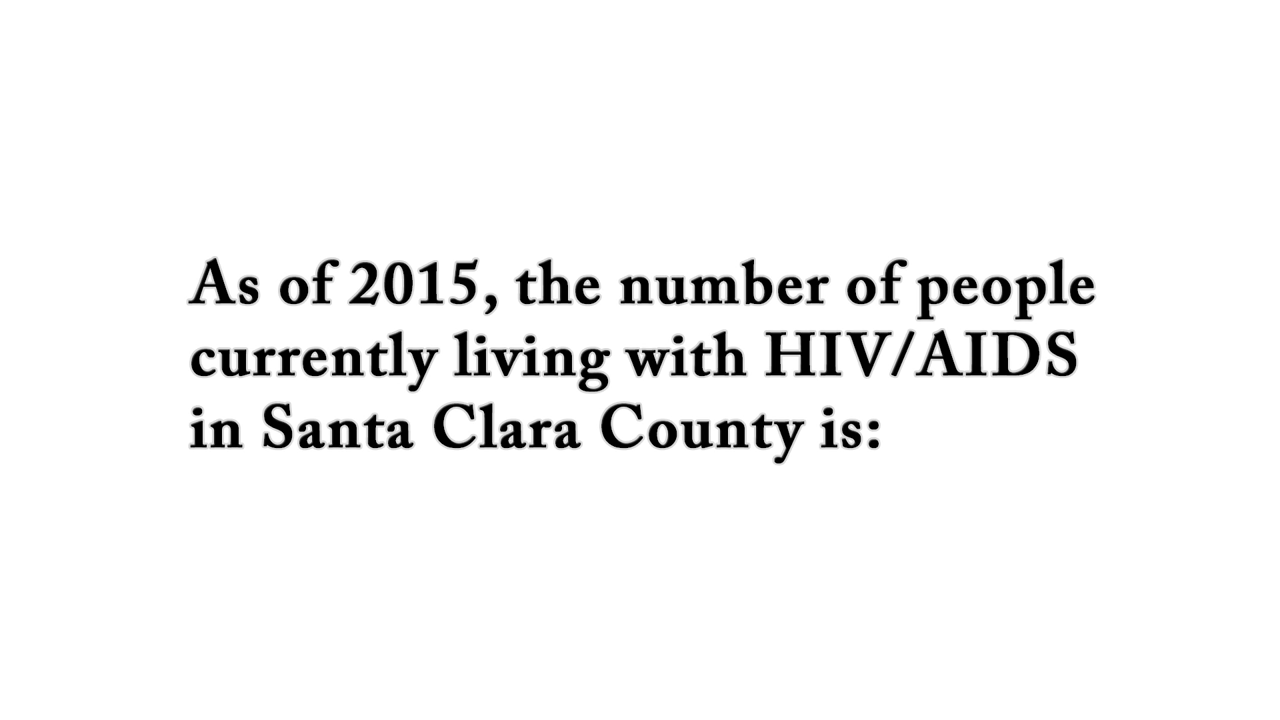 As of 2015, the number of people
currently living with HIV/AIDS
in Santa Clara County is: